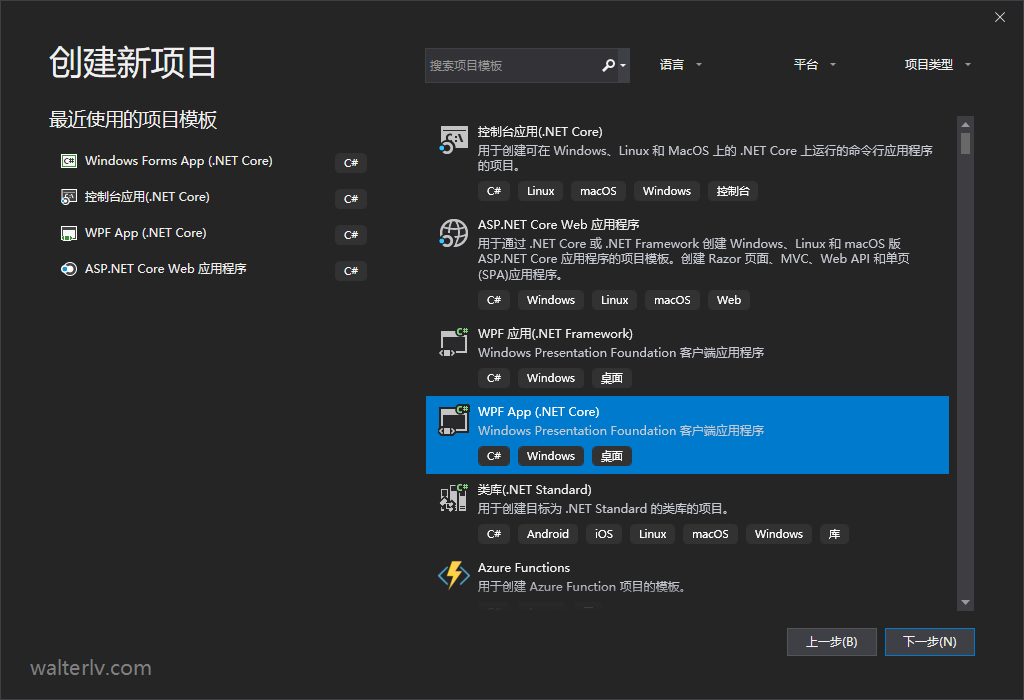 创建新项目
搜索项目模板
语言
平台
项目类型
最近使用的项目模板
Windows Forms App (.NET Core)
C#
控制台应用(.NET Core)
C#
WPF App (.NET Core)
C#
ASP.NET Core Web 应用程序
C#
控制台应用(.NET Core)
用于创建可在 Windows、Linux 和 MacOS 上的 .NET Core 上运行的命令行应用程序
的项目。
C# Linux macOS Windows 控制台
ASP.NET Core Web 应用程序
用于通过 .NET Core 或 .NET Framework 创建 Windows、Linux 和 macOS 版
ASP.NET Core 应用程序的项目模板。创建 Razor 页面、MVC、Web API 和单页
(SPA)应用程序。
C# Windows Linux macOS Web
WPF 应用(.NET Framework)
Windows Presentation Foundation 客户端应用程序
C# Windows 桌面
WPF App (.NET Core)
Windows Presentation Foundation 客户端应用程序
C# Windows 桌面
类库(.NET Standard)
用于创建目标为 .NET Standard 的类库的项目。
C# Android iOS Linux macOS Windows 库
Azure Functions
用于创建 Azure Function 项目的模板。
上一步(B)
下一步(N)
walterlv.com